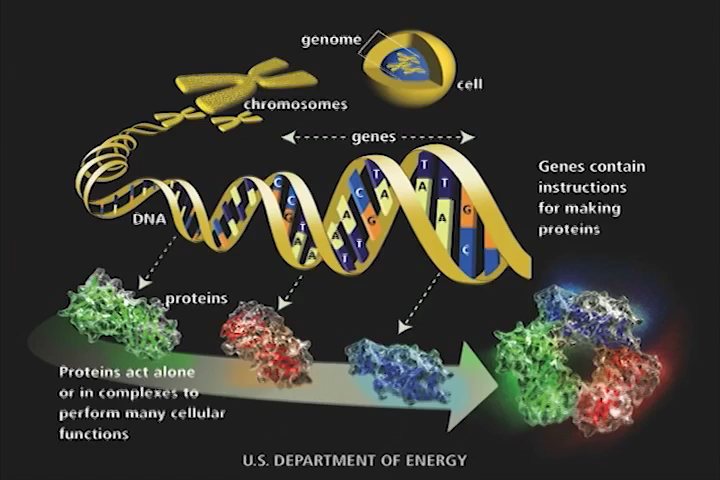 genome
cell
chromosomes
genes
Genes contain
instructions
for making
proteins
DNA
C
C
G
T
A
A
A
A
T
T
C
G
T
A
T
T
A
A
G
C
proteins
Proteins act alone
or in complexes to
perform many cellular
functions
U.S. DEPARTMENT OF ENERGY